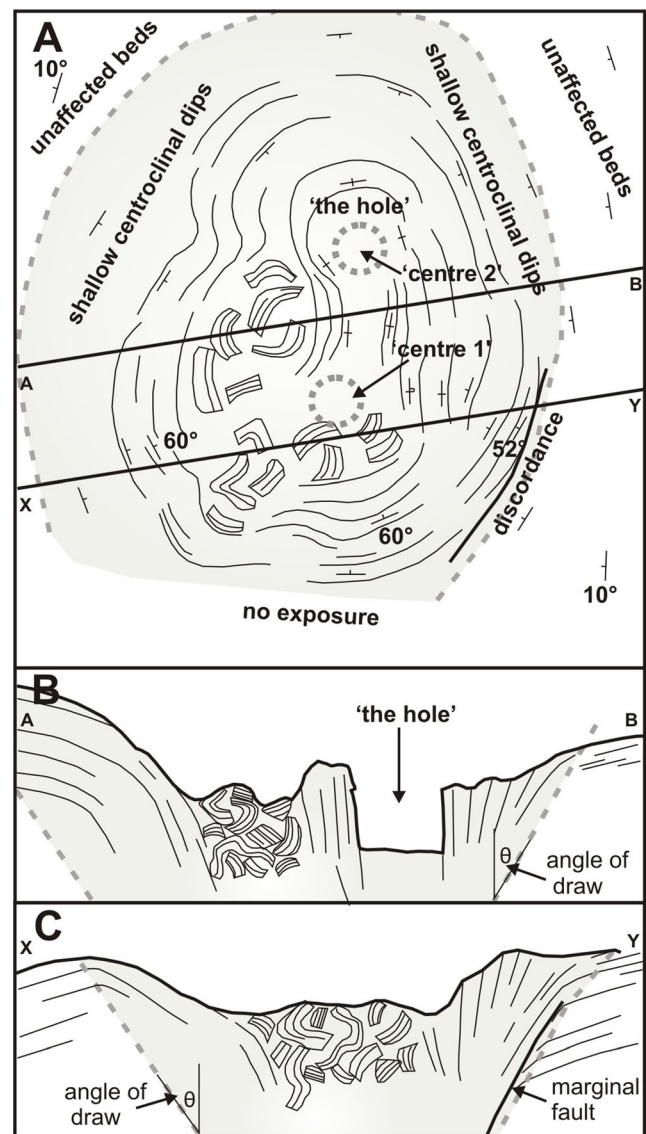 A
10°
unaffected beds
shallow centroclinal dips
shallow centroclinal dips
unaffected beds
'the hole'
'centre 2'
B
'centre 1'
A
Y
60°
52°
X
discordance
60°
10°
no exposure
B
A
'the hole'
B
θ
angle of
draw
C
X
Y
angle of
draw
θ
marginal
fault